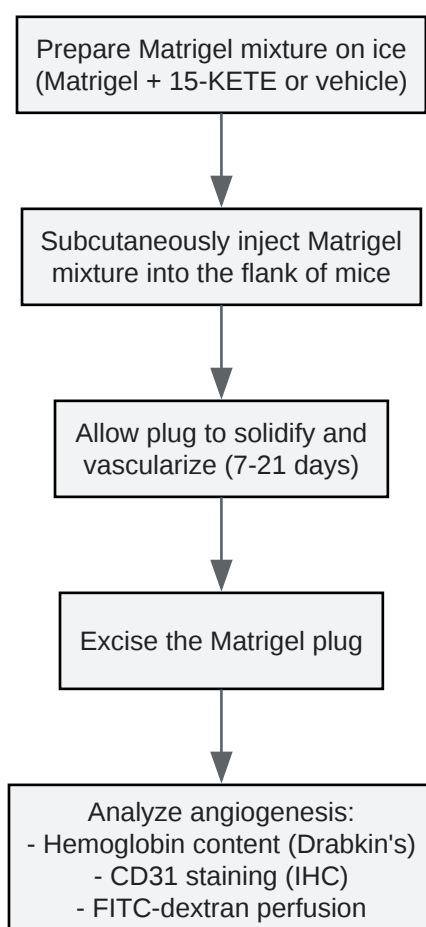 Prepare Matrigel mixture on ice
(Matrigel + 15-KETE or vehicle)
Subcutaneously inject Matrigel
mixture into the flank of mice
Allow plug to solidify and
vascularize (7-21 days)
Excise the Matrigel plug
Analyze angiogenesis:
- Hemoglobin content (Drabkin's)
- CD31 staining (IHC)
- FITC-dextran perfusion